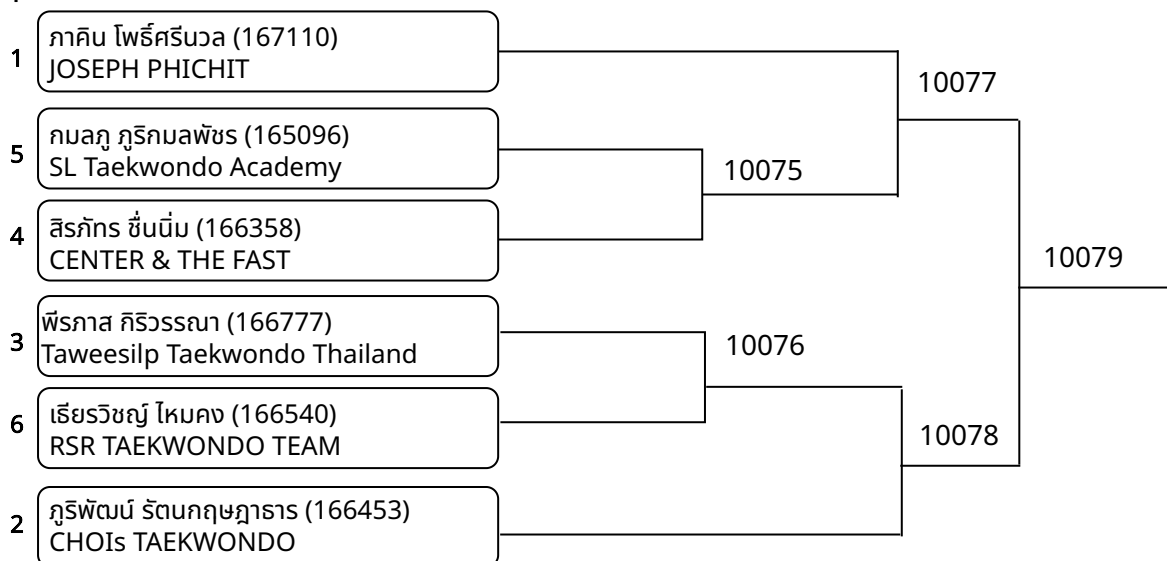 1
ภาคิน โพธิ์ศรีนวล (167110)
JOSEPH PHICHIT
10077
5
กมลภู ภูริกมลพัชร (165096)
SL Taekwondo Academy
10075
4
สิรภัทร ชื่นนิ่ม (166358)
CENTER & THE FAST
10079
3
พีรภาส กิริวรรณา (166777)
Taweesilp Taekwondo Thailand
10076
6
เธียรวิชญ์ ไหมคง (166540)
RSR TAEKWONDO TEAM
10078
2
ภูริพัฒน์ รัตนกฤษฎาธาร (166453)
CHOIs TAEKWONDO